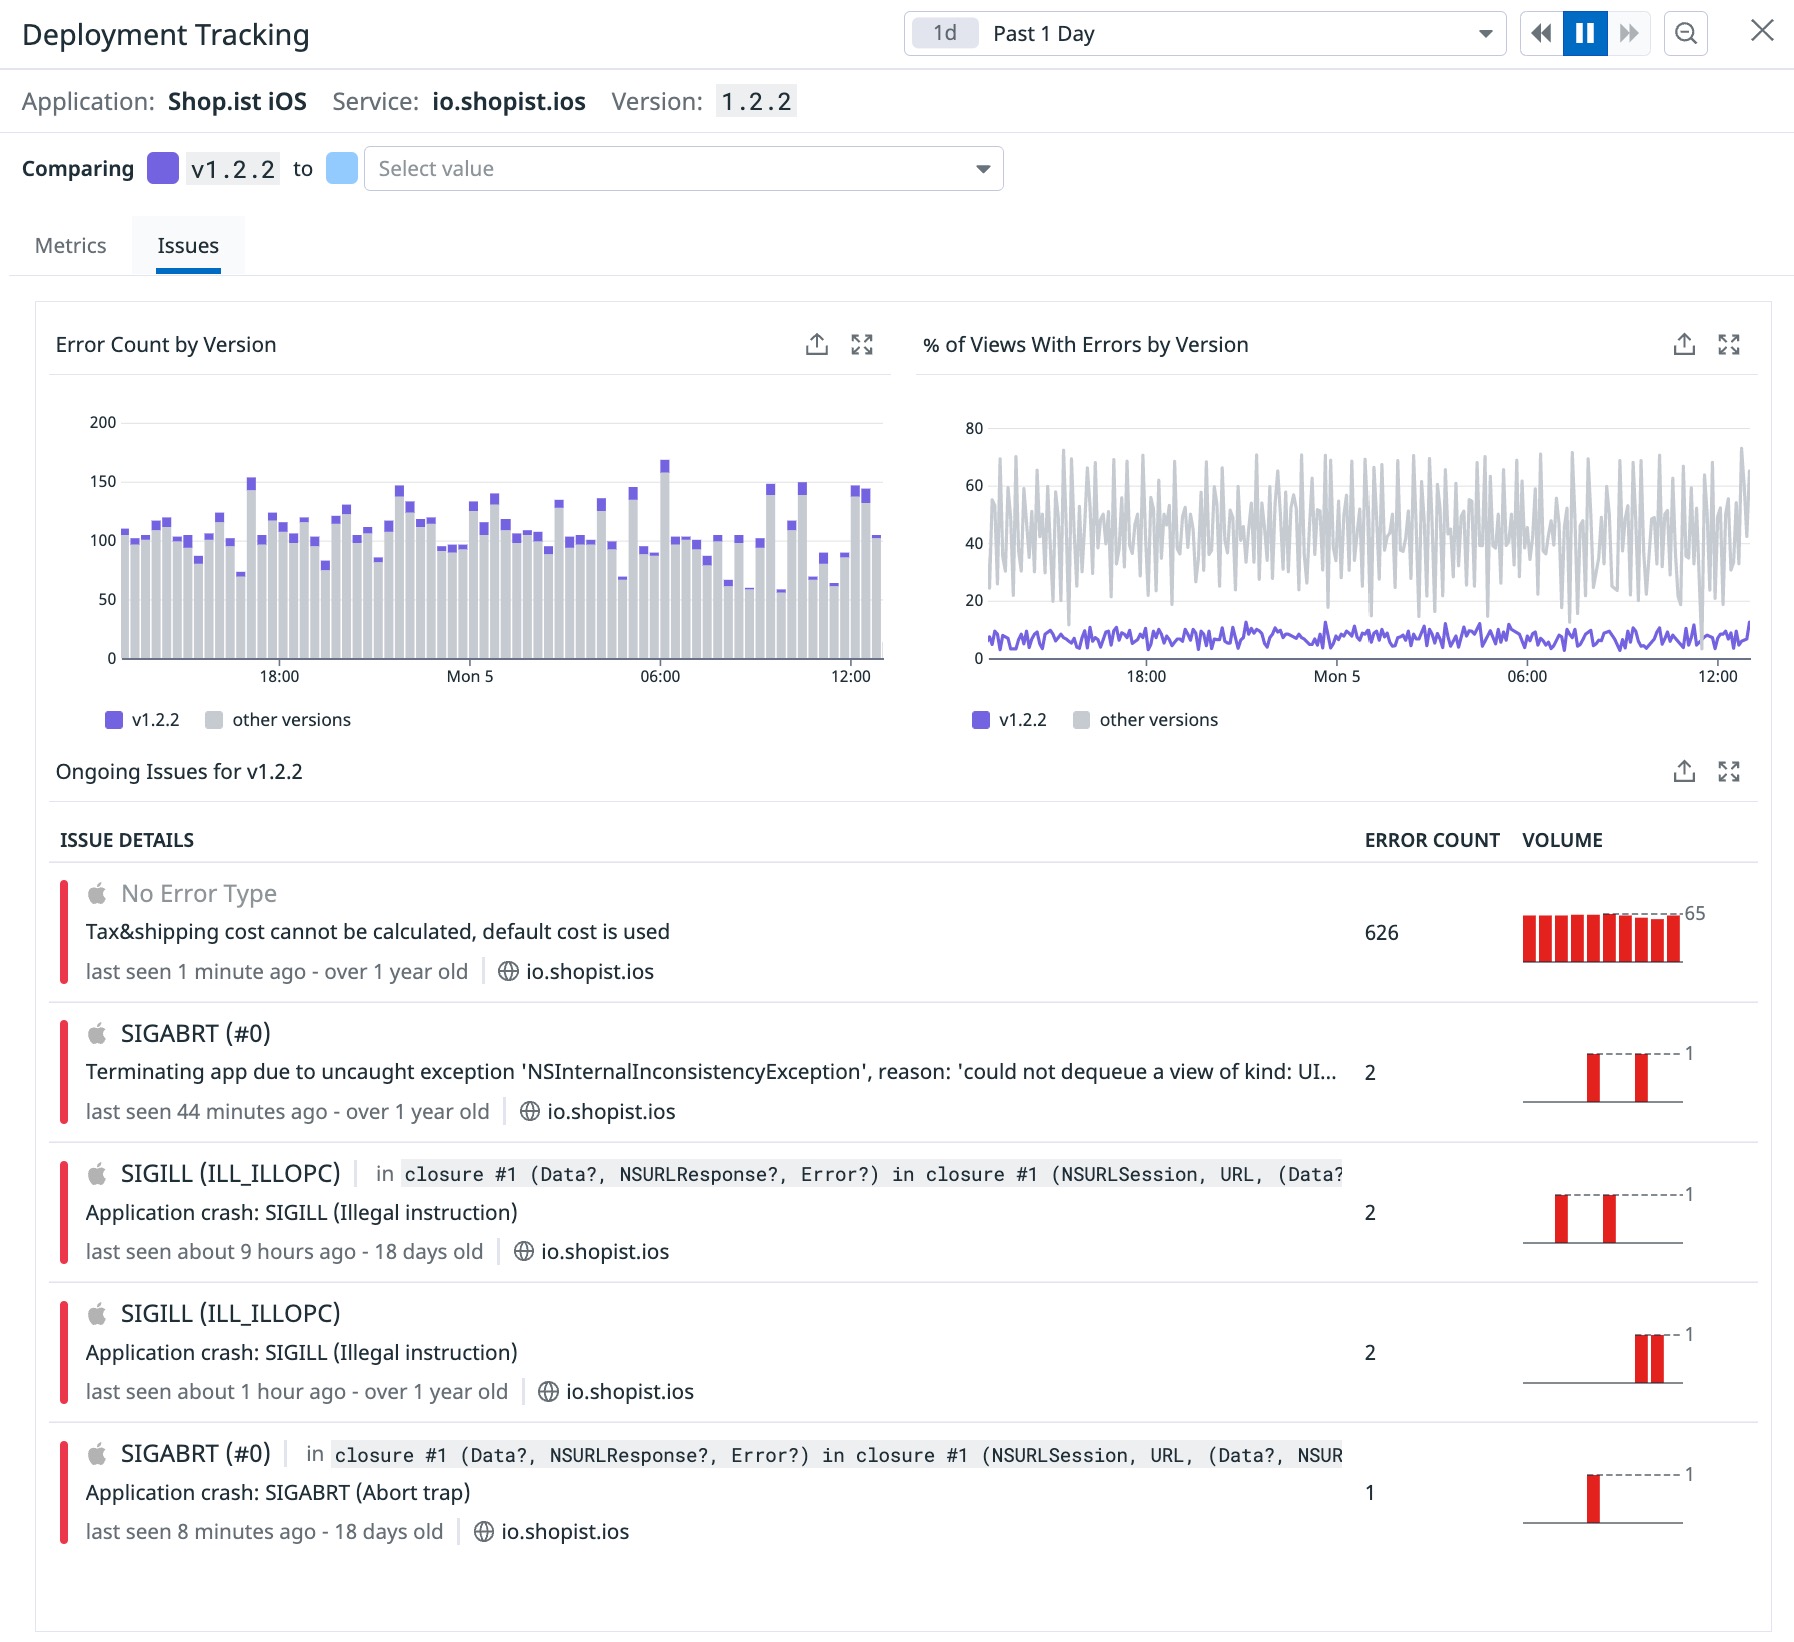 Deployment Tracking
1d Past 1 Day
Application: Shop.ist iOS Service: io.shopist.ios Version: 1.2.2
Comparing v1.2.2 to Select value
Metrics Issues
Error Count by Version
200
150
100
50
0
18:00 Mon 5 06:00 12:00
v1.2.2 other versions
% of Views With Errors by Version
80
60
40
20
0
18:00 Mon 5 06:00 12:00
v1.2.2 other versions
Ongoing Issues for v1.2.2
ISSUE DETAILS ERROR COUNT VOLUME
No Error Type
Tax&shipping cost cannot be calculated, default cost is used
last seen 1 minute ago - over 1 year old io.shopist.ios
626
65
SIGABRT (#0)
Terminating app due to uncaught exception 'NSInternalInconsistencyException', reason: 'could not dequeue a view of kind: UI...
last seen 44 minutes ago - over 1 year old io.shopist.ios
2
1
SIGILL (ILL_ILLOPC) in closure #1 (Data?, NSURLResponse?, Error?) in closure #1 (NSURLSession, URL, (Data?
Application crash: SIGILL (Illegal instruction)
last seen about 9 hours ago - 18 days old io.shopist.ios
2
1
SIGILL (ILL_ILLOPC)
Application crash: SIGILL (Illegal instruction)
last seen about 1 hour ago - over 1 year old io.shopist.ios
2
1
SIGABRT (#0) in closure #1 (Data?, NSURLResponse?, Error?) in closure #1 (NSURLSession, URL, (Data?, NSUR
Application crash: SIGABRT (Abort trap)
last seen 8 minutes ago - 18 days old io.shopist.ios
1
1